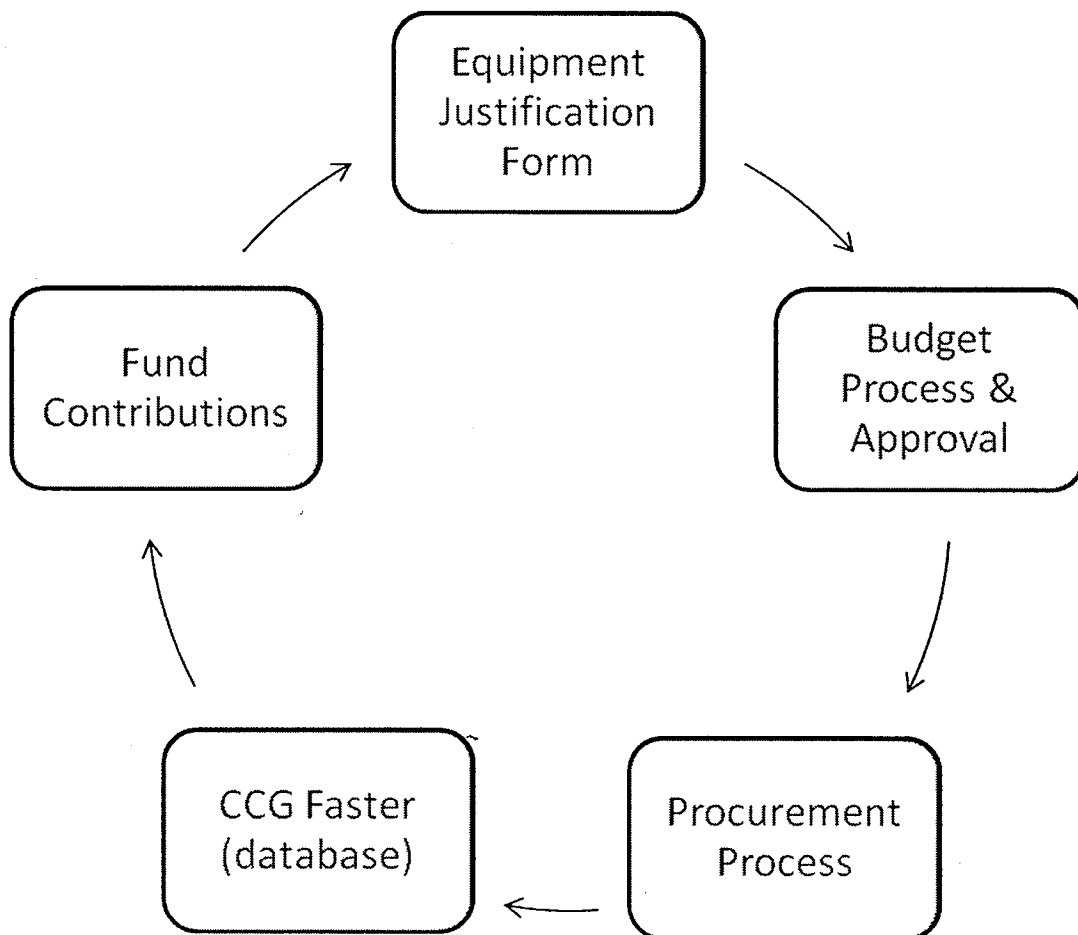 Equipment
Justification
Form
Budget
Process &
Approval
Procurement
Process
CCG Faster
(database)
Fund
Contributions